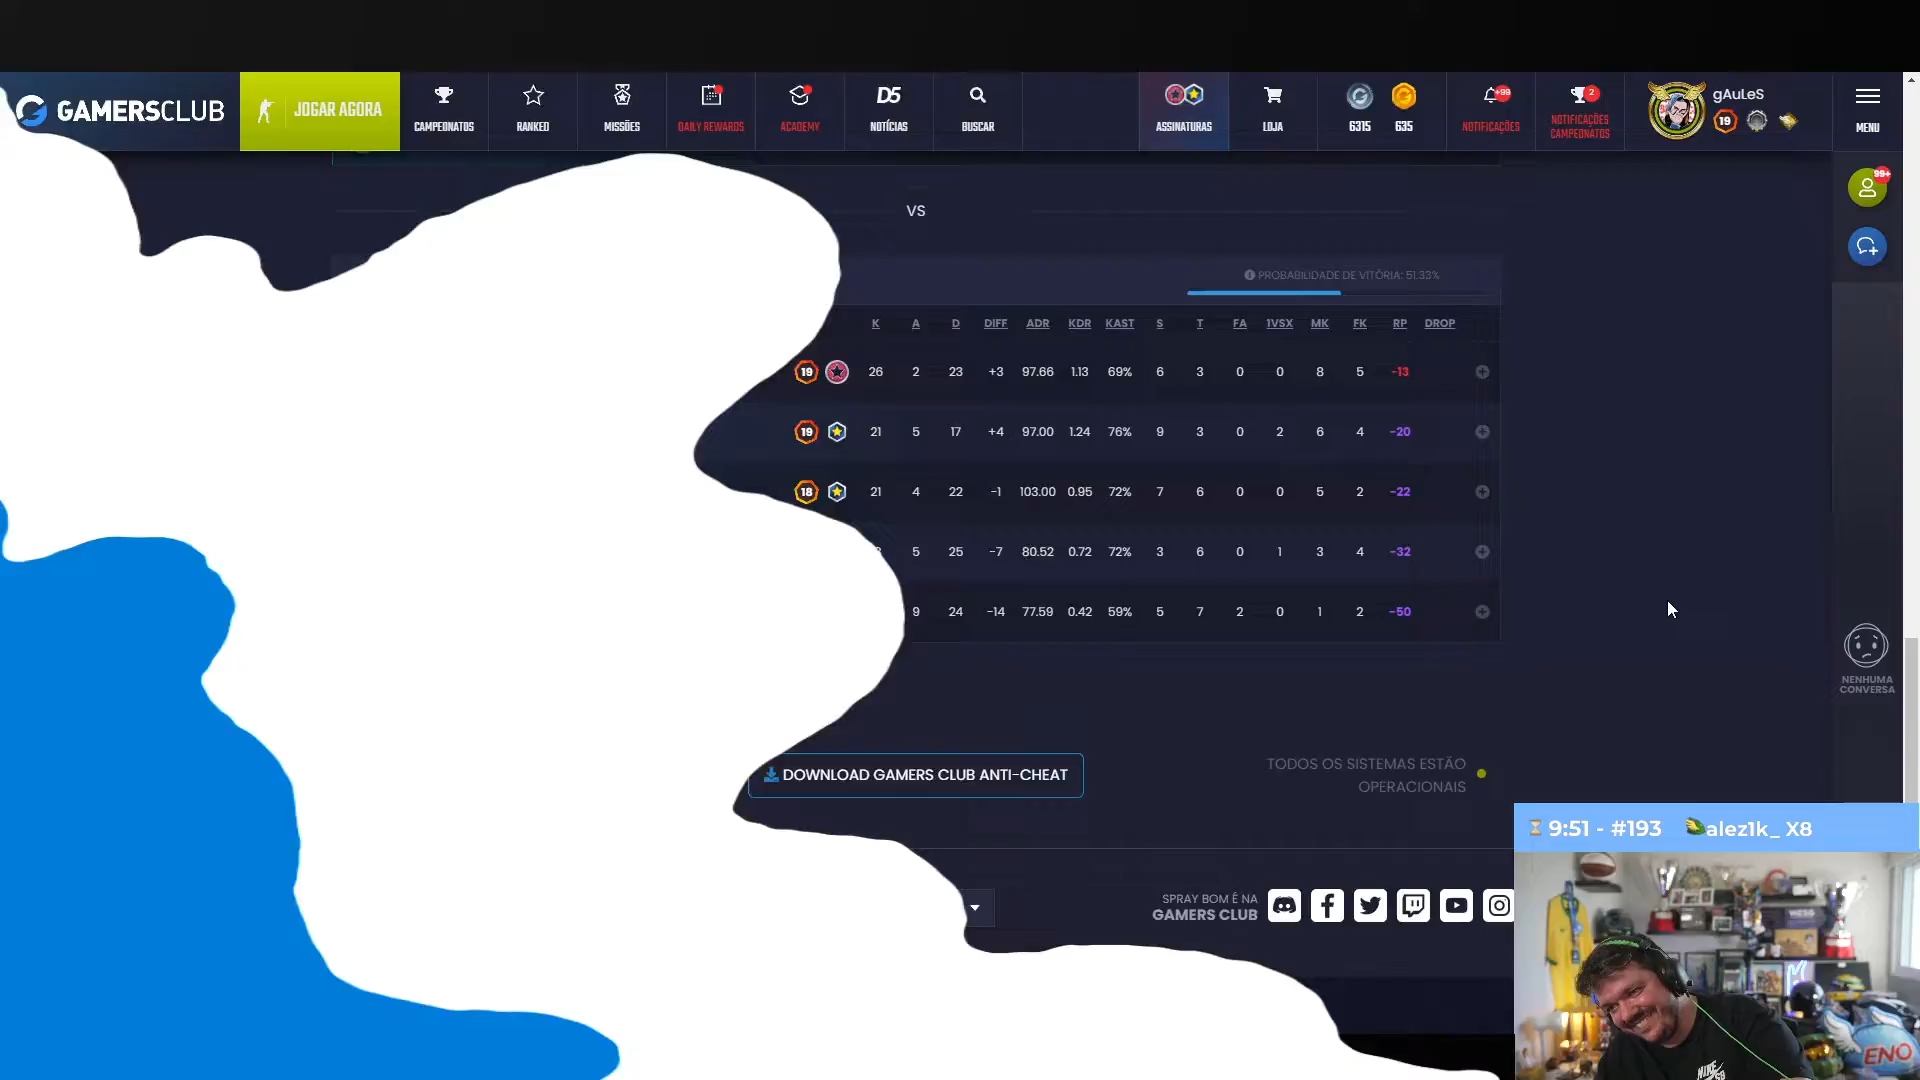 GAMERSCLUB
JOGAR AGORA
CAMPEONATOS
RANKED
MISSÕES
DAILY REWARDS
ACADEMY
D5
NOTÍCIAS
BUSCAR
ASSINATURAS
LOJA
6315
635
+99
NOTIFICAÇÕES
2
NOTIFICAÇÕES
CAMPEONATOS
gAuLeS
19
MENU
99+
VS
PROBABILIDADE DE VITÓRIA: 51.33%
K A D DIFF ADR KDR KAST S T FA 1VSX MK FK RP DROP
19 26 2 23 +3 97.66 1.13 69% 6 3 0 0 8 5 -13
19 21 5 17 +4 97.00 1.24 76% 9 3 0 2 6 4 -20
18 21 4 22 -1 103.00 0.95 72% 7 6 0 0 5 2 -22
5 25 -7 80.52 0.72 72% 3 6 0 1 3 4 -32
9 24 -14 77.59 0.42 59% 5 7 2 0 1 2 -50
NENHUMA
CONVERSA
DOWNLOAD GAMERS CLUB ANTI-CHEAT
TODOS OS SISTEMAS ESTÃO
OPERACIONAIS
SPRAY BOM É NA
GAMERS CLUB
9:51 - #193 alez1k_ X8
ENO
NIKE